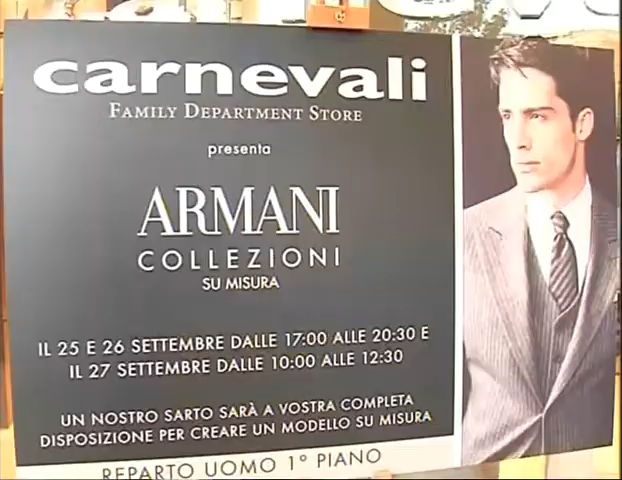 carnevali
FAMILY DEPARTMENT STORE
presenta
ARMANI
COLLEZIONI
SU MISURA
IL 25 E 26 SETTEMBRE DALLE 17:00 ALLE 20:30 E
IL 27 SETTEMBRE DALLE 10:00 ALLE 12:30
UN NOSTRO SARTO SARÀ A VOSTRA COMPLETA
DISPOSIZIONE PER CREARE UN MODELLO SU MISURA
REPARTO UOMO 1° PIANO